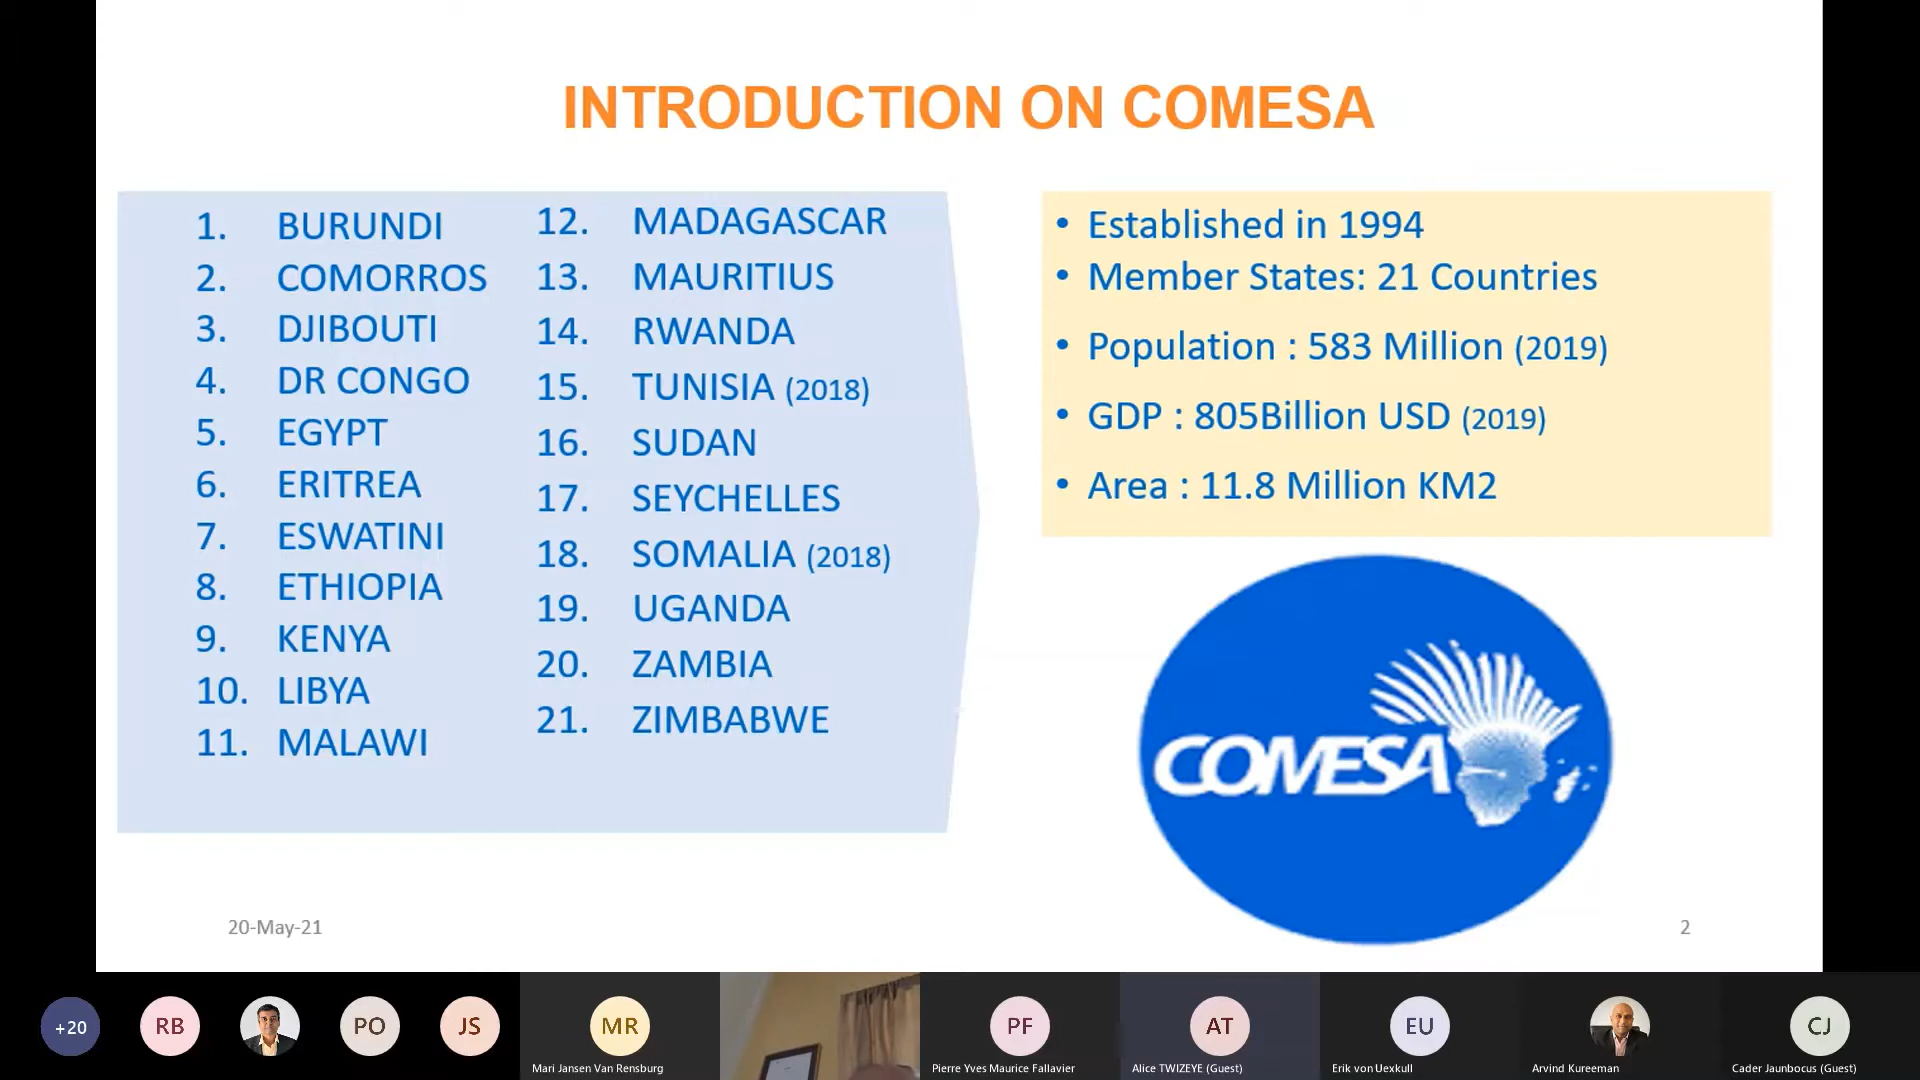 INTRODUCTION ON COMESA
1. BURUNDI
2. COMORROS
3. DJIBOUTI
4. DR CONGO
5. EGYPT
6. ERITREA
7. ESWATINI
8. ETHIOPIA
9. KENYA
10. LIBYA
11. MALAWI
12. MADAGASCAR
13. MAURITIUS
14. RWANDA
15. TUNISIA (2018)
16. SUDAN
17. SEYCHELLES
18. SOMALIA (2018)
19. UGANDA
20. ZAMBIA
21. ZIMBABWE
• Established in 1994
• Member States: 21 Countries
• Population : 583 Million (2019)
• GDP : 805Billion USD (2019)
• Area : 11.8 Million KM2
COMESA
20-May-21
2
+20
RB
PO
JS
MR
Mari Jansen Van Rensburg
PF
Pierre Yves Maurice Fallavier
AT
Alice TWIZEYE (Guest)
EU
Erik von Uexkull
Arvind Kureeman
CJ
Cader Jaunbocus (Guest)